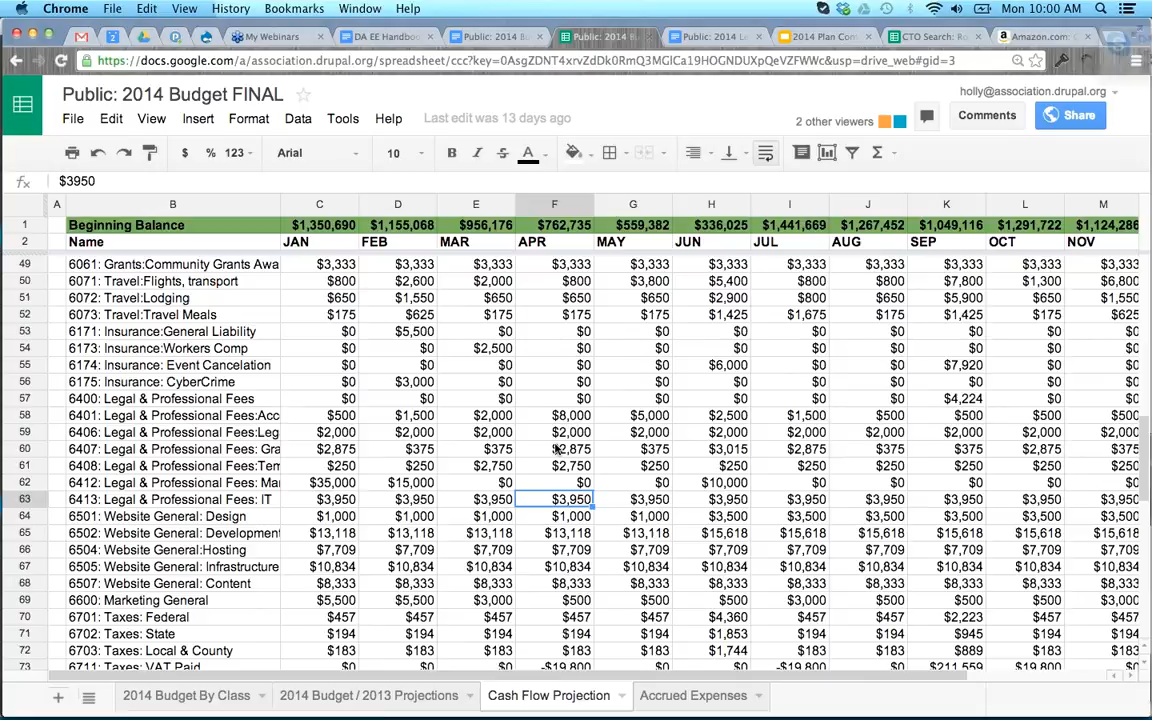 Chrome File Edit View History Bookmarks Window Help Mon 10:00 AM
My Webinars DA EE Handbo Public: 2014 Bu Public: 2014 B Public: 2014 L 2014 Plan Com CTO Search: Ro Amazon.com:
https://docs.google.com/a/association.drupal.org/spreadsheet/ccc?key=0AsgZDNT4xrvZdDk0RmQ3MGlCa19HOGNDUXpQeVZFWWc&usp=drive_web#gid=3
Public: 2014 Budget FINAL holly@association.drupal.org
File Edit View Insert Format Data Tools Help Last edit was 13 days ago 2 other viewers Comments Share
$ % 123 Arial 10 B I S A Σ
fx $3950
A B C D E F G H I J K L M
1 Beginning Balance $1,350,690 $1,155,068 $956,176 $762,735 $559,382 $336,025 $1,441,669 $1,267,452 $1,049,116 $1,291,722 $1,124,286
2 Name JAN FEB MAR APR MAY JUN JUL AUG SEP OCT NOV
49 6061: Grants:Community Grants Awa $3,333 $3,333 $3,333 $3,333 $3,333 $3,333 $3,333 $3,333 $3,333 $3,333 $3,333
50 6071: Travel:Flights, transport $800 $2,600 $2,000 $800 $3,800 $5,400 $800 $800 $7,800 $1,300 $6,800
51 6072: Travel:Lodging $650 $1,550 $650 $650 $650 $2,900 $800 $650 $5,900 $650 $1,550
52 6073: Travel:Travel Meals $175 $625 $175 $175 $175 $1,425 $1,675 $175 $1,425 $175 $625
53 6171: Insurance:General Liability $0 $5,500 $0 $0 $0 $0 $0 $0 $0 $0 $0
54 6173: Insurance:Workers Comp $0 $0 $2,500 $0 $0 $0 $0 $0 $0 $0 $0
55 6174: Insurance: Event Cancelation $0 $0 $0 $0 $0 $6,000 $0 $0 $7,920 $0 $0
56 6175: Insurance: CyberCrime $0 $3,000 $0 $0 $0 $0 $0 $0 $0 $0 $0
57 6400: Legal & Professional Fees $0 $0 $0 $0 $0 $0 $0 $0 $4,224 $0 $0
58 6401: Legal & Professional Fees:Acc $500 $1,500 $2,000 $8,000 $5,000 $2,500 $1,500 $500 $500 $500 $500
59 6406: Legal & Professional Fees:Leg $2,000 $2,000 $2,000 $2,000 $2,000 $2,000 $2,000 $2,000 $2,000 $2,000 $2,000
60 6407: Legal & Professional Fees: Gra $2,875 $375 $375 $2,875 $375 $3,015 $2,875 $375 $375 $2,875 $375
61 6408: Legal & Professional Fees:Tem $250 $250 $2,750 $2,750 $250 $250 $250 $250 $250 $250 $250
62 6412: Legal & Professional Fees: Mar $35,000 $15,000 $0 $0 $0 $10,000 $0 $0 $0 $0 $0
63 6413: Legal & Professional Fees: IT $3,950 $3,950 $3,950 $3,950 $3,950 $3,950 $3,950 $3,950 $3,950 $3,950 $3,950
64 6501: Website General: Design $1,000 $1,000 $1,000 $1,000 $1,000 $3,500 $3,500 $3,500 $3,500 $3,500 $3,500
65 6502: Website General: Development $13,118 $13,118 $13,118 $13,118 $13,118 $15,618 $15,618 $15,618 $15,618 $15,618 $15,618
66 6504: Website General:Hosting $7,709 $7,709 $7,709 $7,709 $7,709 $7,709 $7,709 $7,709 $7,709 $7,709 $7,709
67 6505: Website General: Infrastructure $10,834 $10,834 $10,834 $10,834 $10,834 $10,834 $10,834 $10,834 $10,834 $10,834 $10,834
68 6507: Website General: Content $8,333 $8,333 $8,333 $8,333 $8,333 $8,333 $8,333 $8,333 $8,333 $8,333 $8,333
69 6600: Marketing General $5,500 $5,500 $3,000 $500 $500 $500 $3,000 $500 $500 $500 $3,000
70 6701: Taxes: Federal $457 $457 $457 $457 $457 $4,360 $457 $457 $2,223 $457 $457
71 6702: Taxes: State $194 $194 $194 $194 $194 $1,853 $194 $194 $945 $194 $194
72 6703: Taxes: Local & County $183 $183 $183 $183 $183 $1,744 $183 $183 $889 $183 $183
73 6711: Taxes: VAT Paid $0 $0 $0 -$19,800 $0 $0 -$19,800 $0 $211,559 $19,800 $0
2014 Budget By Class 2014 Budget / 2013 Projections Cash Flow Projection Accrued Expenses